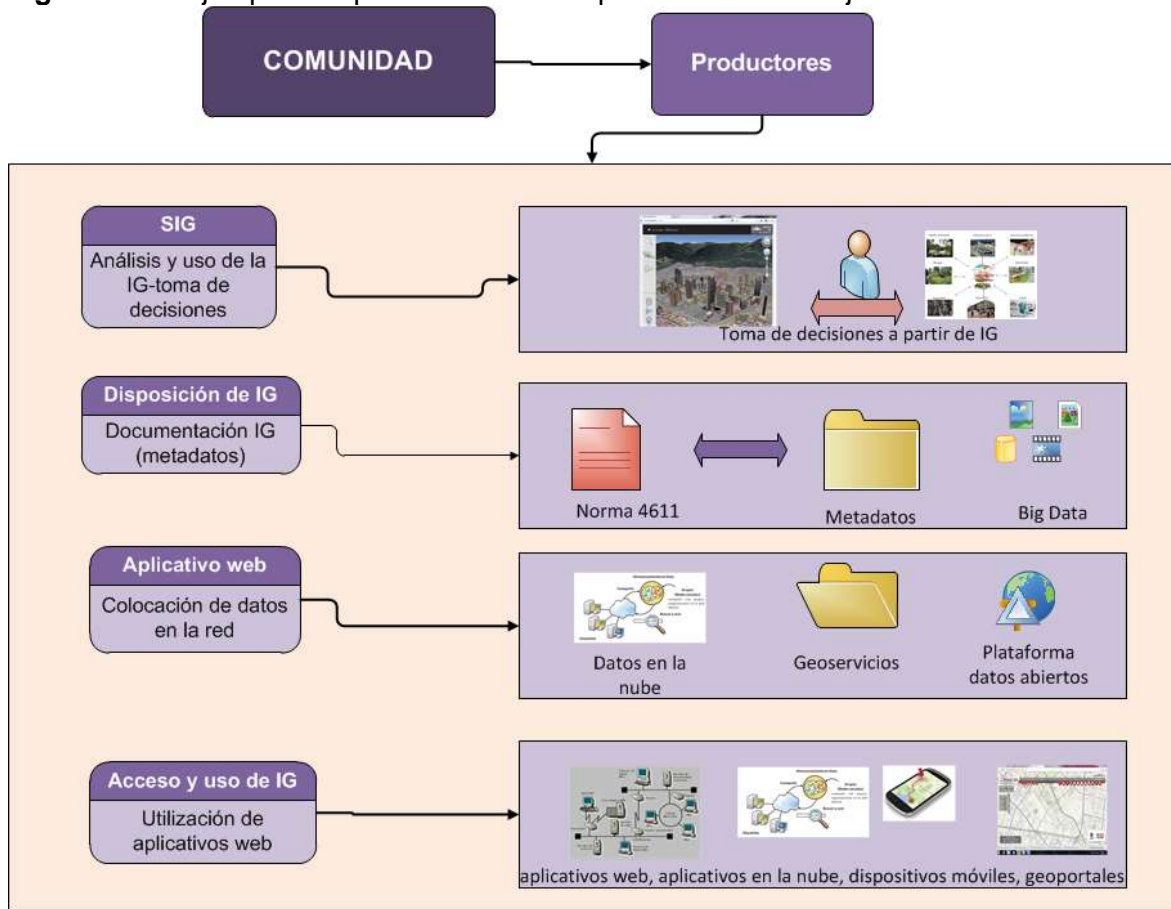 COMUNIDAD
Productores
SIG
Análisis y uso de la
IG-toma de
decisiones
Toma de decisiones a partir de IG
Disposición de IG
Documentación IG
(metadatos)
Norma 4611
Metadatos
Big Data
Aplicativo web
Colocación de datos
en la red
Datos en la
nube
Geoservicios
Plataforma
datos abiertos
Acceso y uso de IG
Utilización de
aplicativos web
aplicativos web, aplicativos en la nube, dispositivos móviles, geoportales